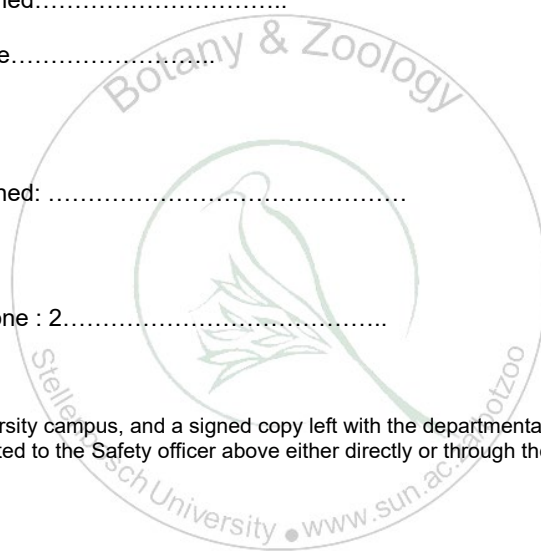 ned…………………………..
e……………………..
Botany & Zoology
ned: ………………………………………
one : 2…………………………………..
rsity campus, and a signed copy left with the departmenta
ted to the Safety officer above either directly or through the
Stellenbosch University • www.sun.ac.za/botzoo